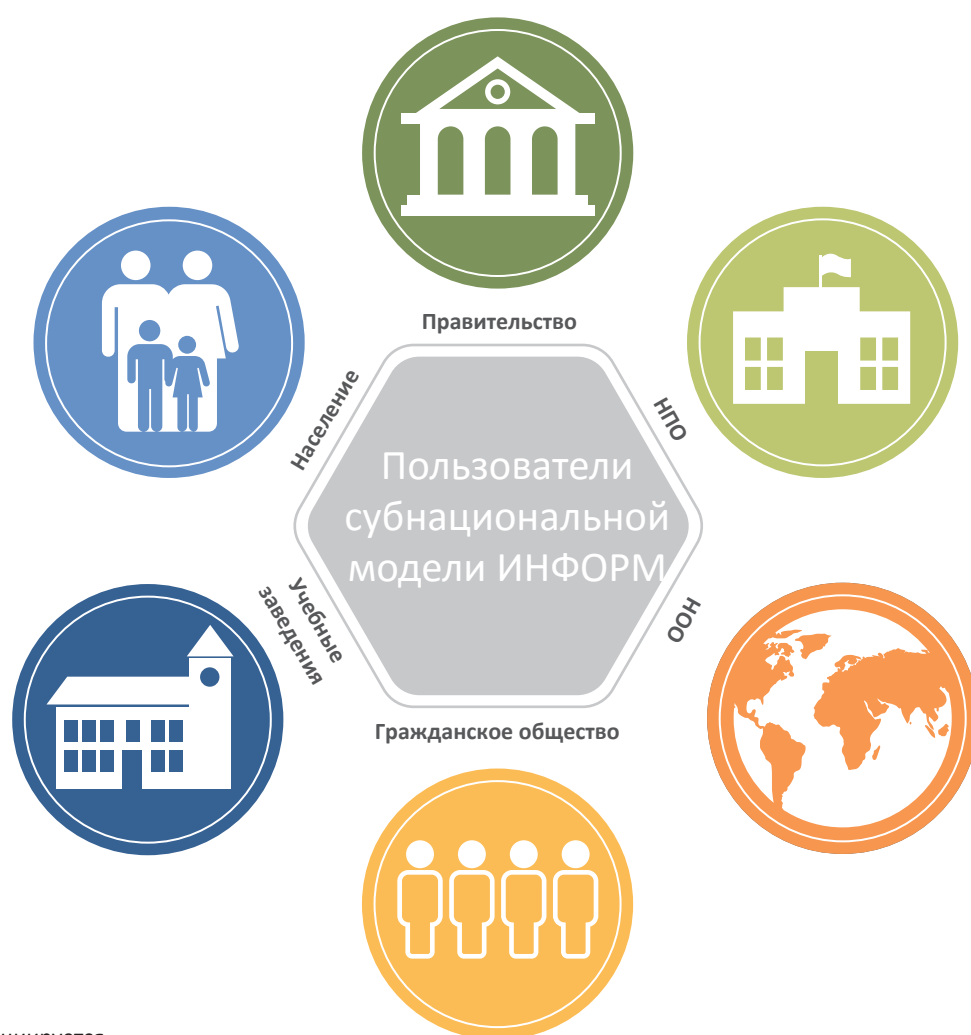 Правительство
Население
НПО
Пользователи
субнациональной
модели ИНФОРМ
Учебные
заведения
ООН
Гражданское общество